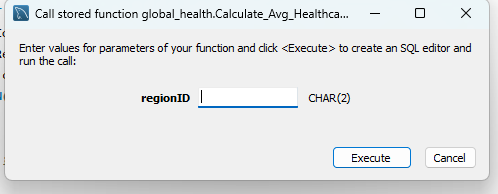 Call stored function global_health.Calculate_Avg_Healthca...
Enter values for parameters of your function and click <Execute> to create an SQL editor and
run the call:
regionID CHAR(2)
Execute Cancel